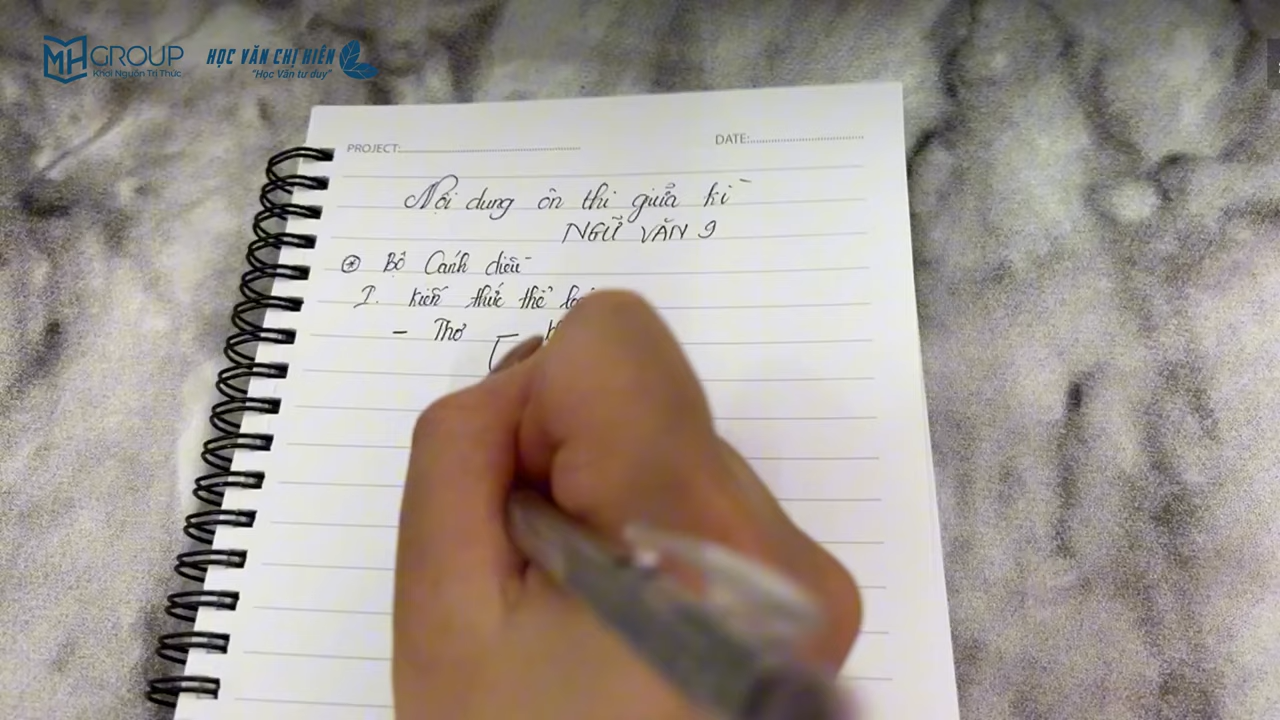 MH GROUP
Khơi Nguồn Tri Thức
HỌC VĂN CHỊ HIÊN
"Học Văn tư duy"
PROJECT:
DATE:
Nội dung ôn thi giữa kì
NGỮ VĂN 9
Bộ Cánh diều
I. Kiến thức thể
- Thơ